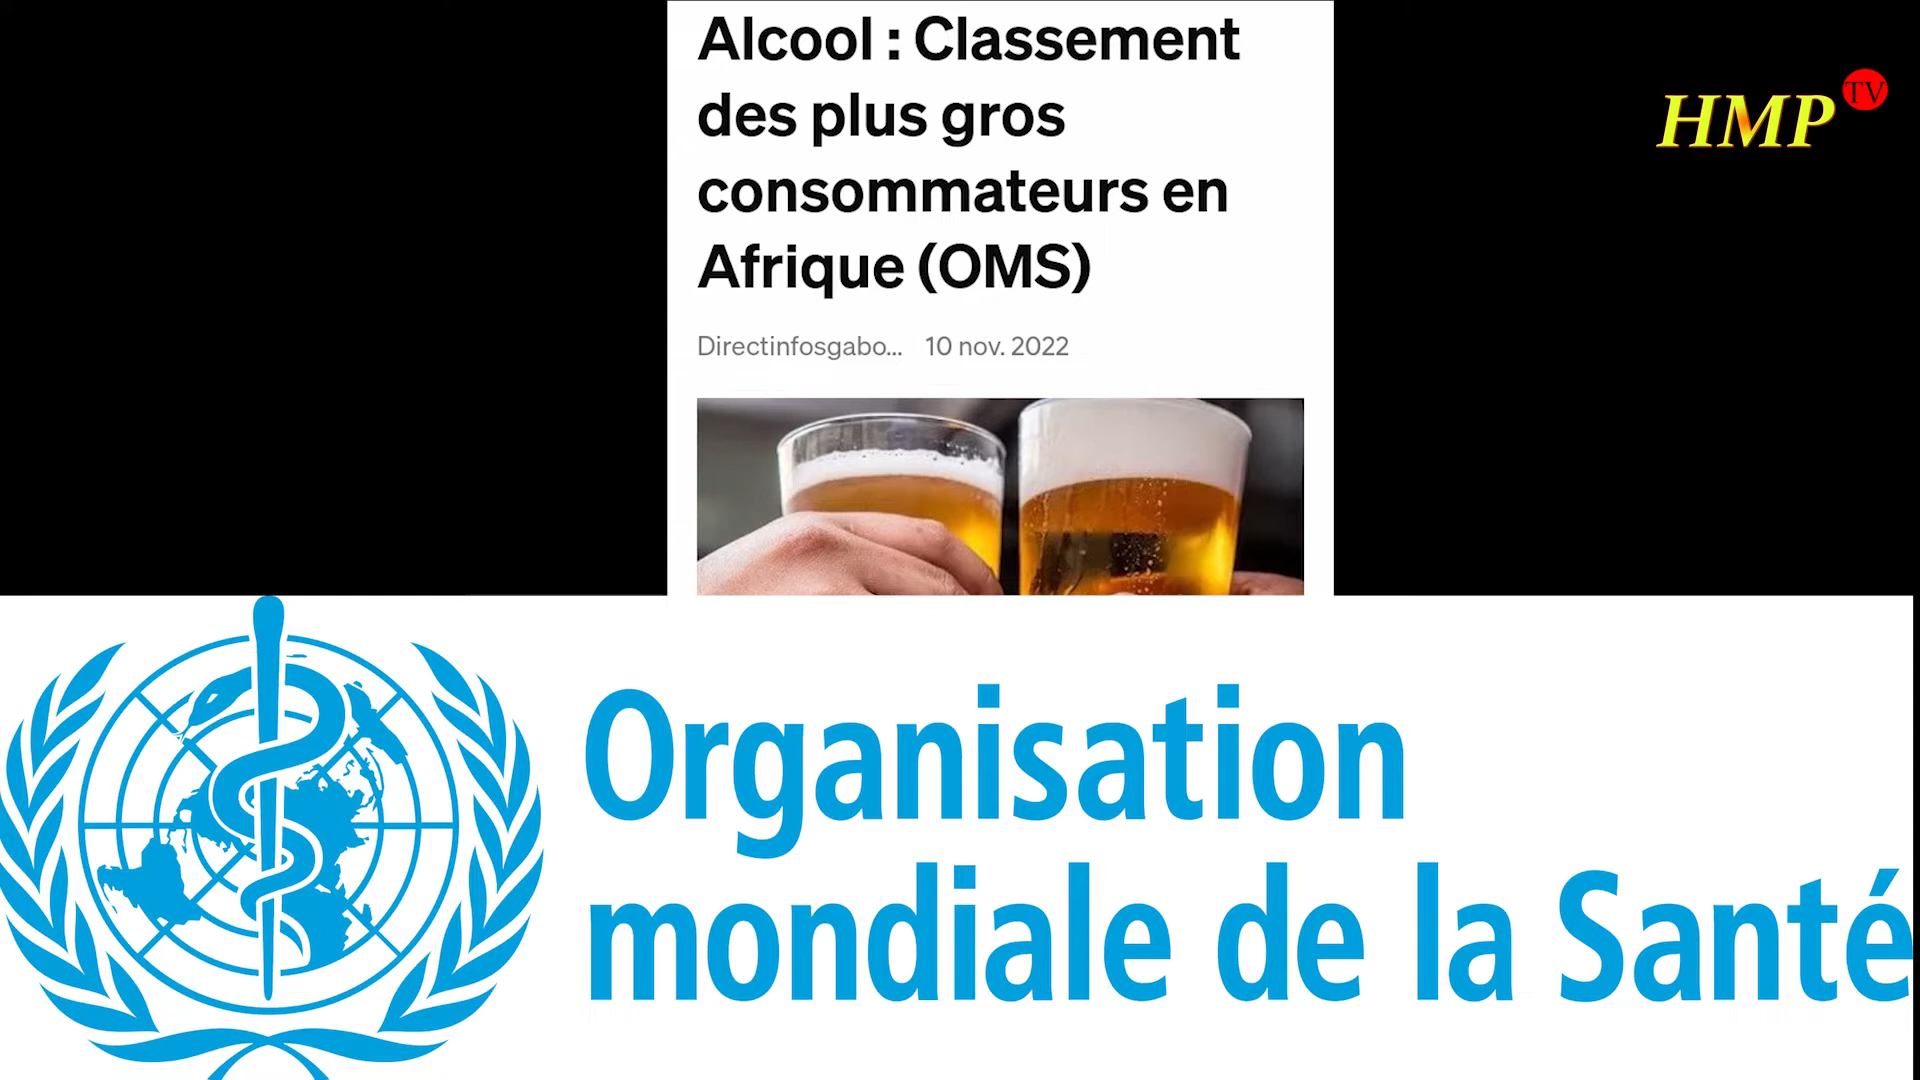 Alcool : Classement
des plus gros
consommateurs en
Afrique (OMS)
Directinfosgabo... 10 nov. 2022
HMP TV
Organisation
mondiale de la Santé